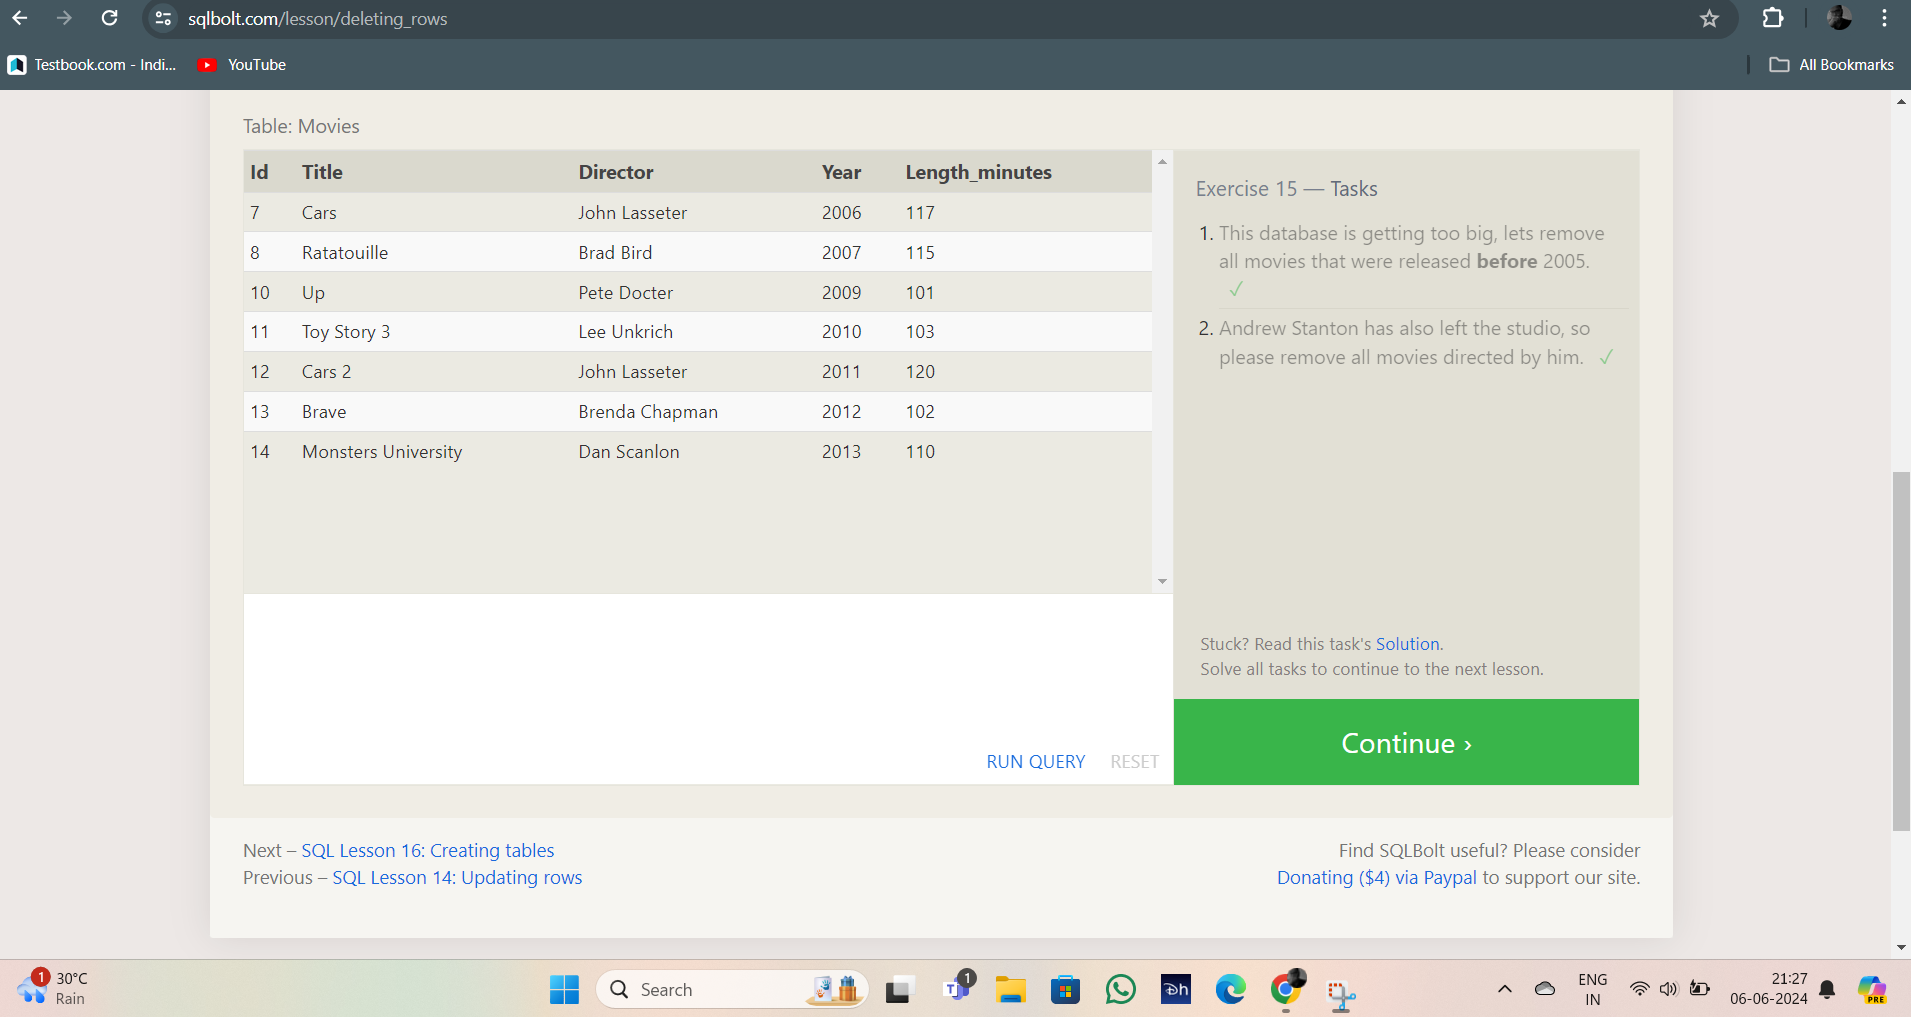 sqlbolt.com/lesson/deleting_rows
Testbook.com - Indi...
YouTube
All Bookmarks
Table: Movies
Id Title Director Year Length_minutes
7 Cars John Lasseter 2006 117
8 Ratatouille Brad Bird 2007 115
10 Up Pete Docter 2009 101
11 Toy Story 3 Lee Unkrich 2010 103
12 Cars 2 John Lasseter 2011 120
13 Brave Brenda Chapman 2012 102
14 Monsters University Dan Scanlon 2013 110
RUN QUERY RESET
Exercise 15 — Tasks
1. This database is getting too big, lets remove
all movies that were released before 2005.
✓
2. Andrew Stanton has also left the studio, so
please remove all movies directed by him. ✓
Stuck? Read this task's Solution.
Solve all tasks to continue to the next lesson.
Continue ›
Next – SQL Lesson 16: Creating tables
Previous – SQL Lesson 14: Updating rows
Find SQLBolt useful? Please consider
Donating ($4) via Paypal to support our site.
1
30°C
Rain
Search
T
1
Dh
PRE
ENG
IN
21:27
06-06-2024